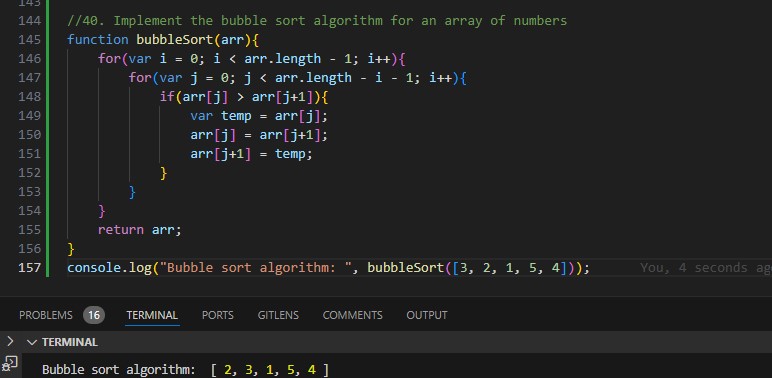 143
144 //40. Implement the bubble sort algorithm for an array of numbers
145 function bubbleSort(arr){
146 for(var i = 0; i < arr.length - 1; i++){
147 for(var j = 0; j < arr.length - i - 1; i++){
148 if(arr[j] > arr[j+1]){
149 var temp = arr[j];
150 arr[j] = arr[j+1];
151 arr[j+1] = temp;
152 }
153 }
154 }
155 return arr;
156 }
157 console.log("Bubble sort algorithm: ", bubbleSort([3, 2, 1, 5, 4])); You, 4 seconds ag
PROBLEMS 16 TERMINAL PORTS GITLENS COMMENTS OUTPUT
TERMINAL
Bubble sort algorithm:  [ 2, 3, 1, 5, 4 ]